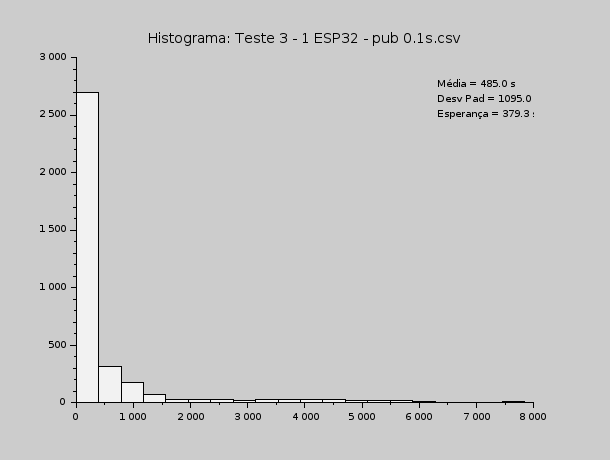 Histograma: Teste 3 - 1 ESP32 - pub 0.1s.csv
3 000
Média = 485.0 s
Desv Pad = 1095.0
Esperança = 379.3 s
2 500
2 000
1 500
1 000
500
0
0 1 000 2 000 3 000 4 000 5 000 6 000 7 000 8 000